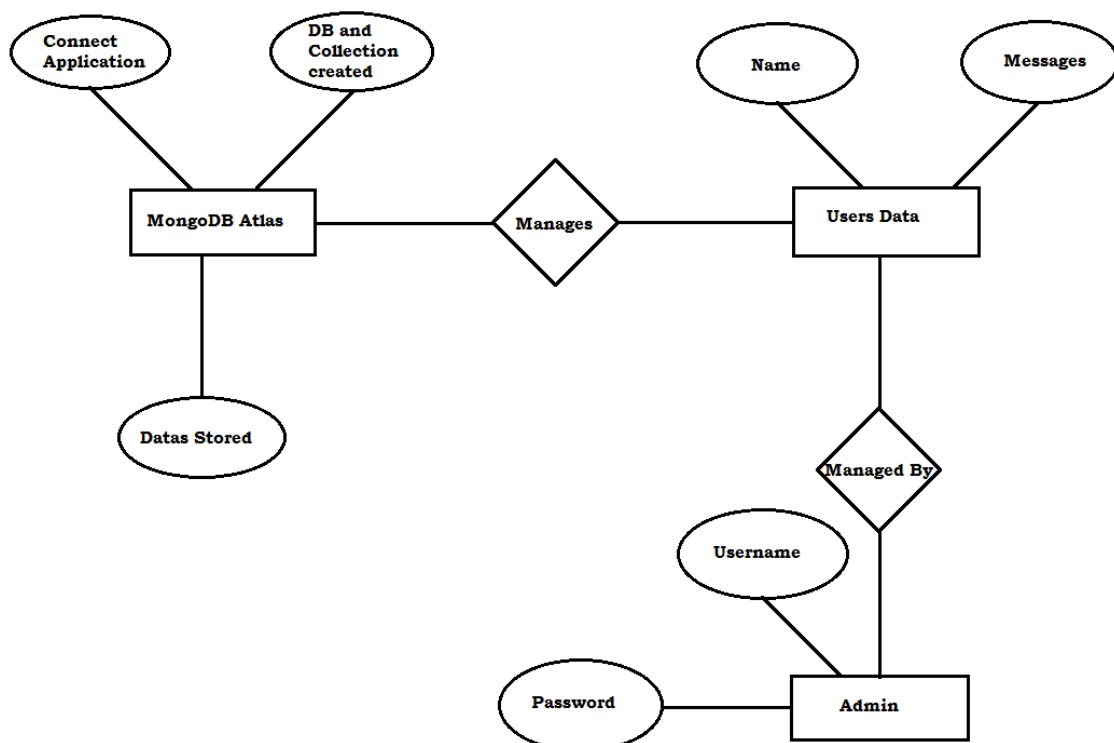 Connect
Application
DB and
Collection
created
Name
Messages
MongoDB Atlas
Manages
Users Data
Datas Stored
Managed By
Username
Password
Admin